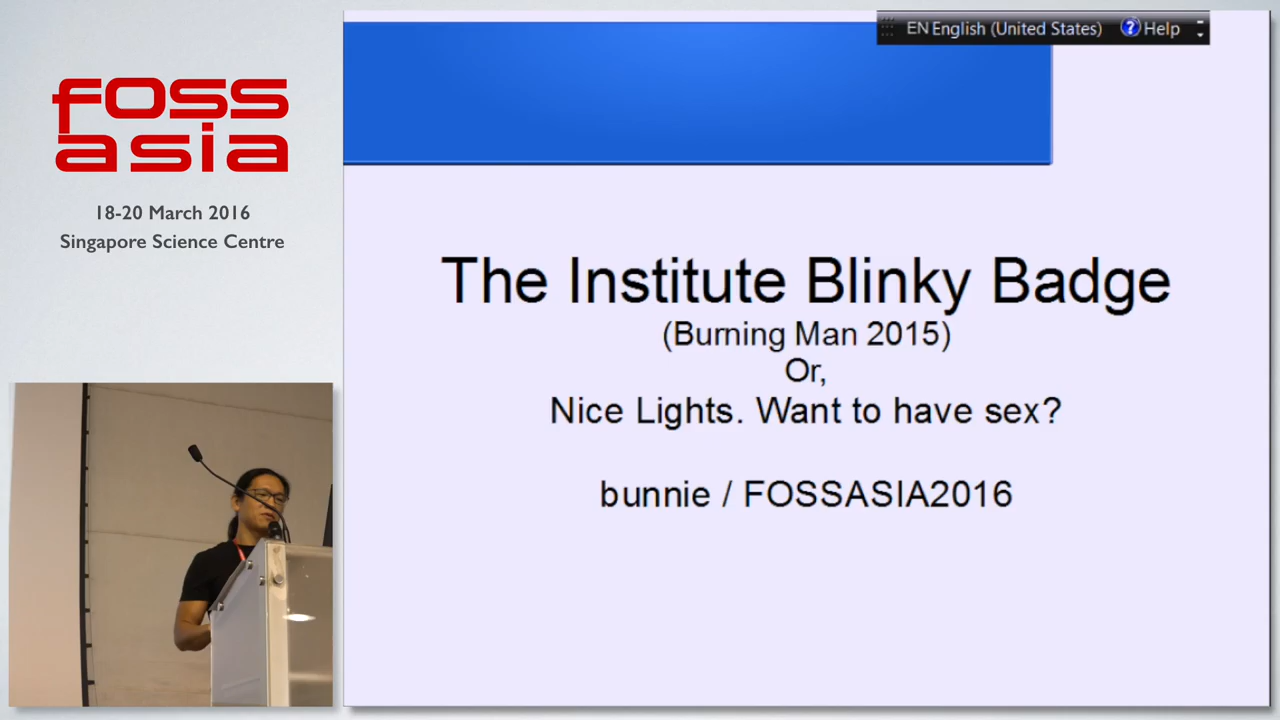 foss
asia
18-20 March 2016
Singapore Science Centre
EN English (United States) ? Help
The Institute Blinky Badge
(Burning Man 2015)
Or,
Nice Lights. Want to have sex?
bunnie / FOSSASIA2016